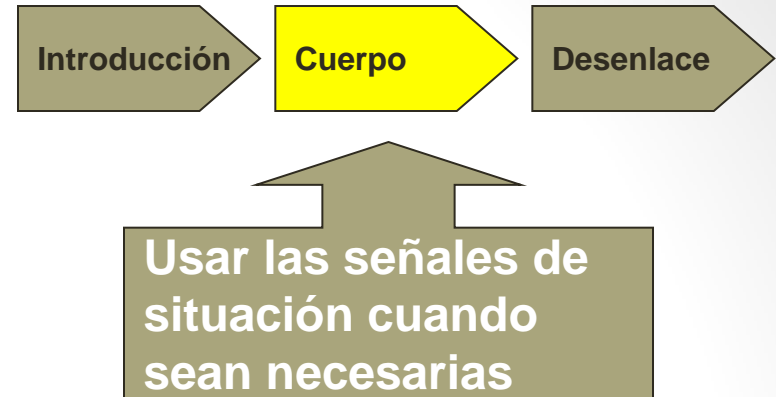 Introducción
Cuerpo
Desenlace
Usar las señales de
situación cuando
sean necesarias